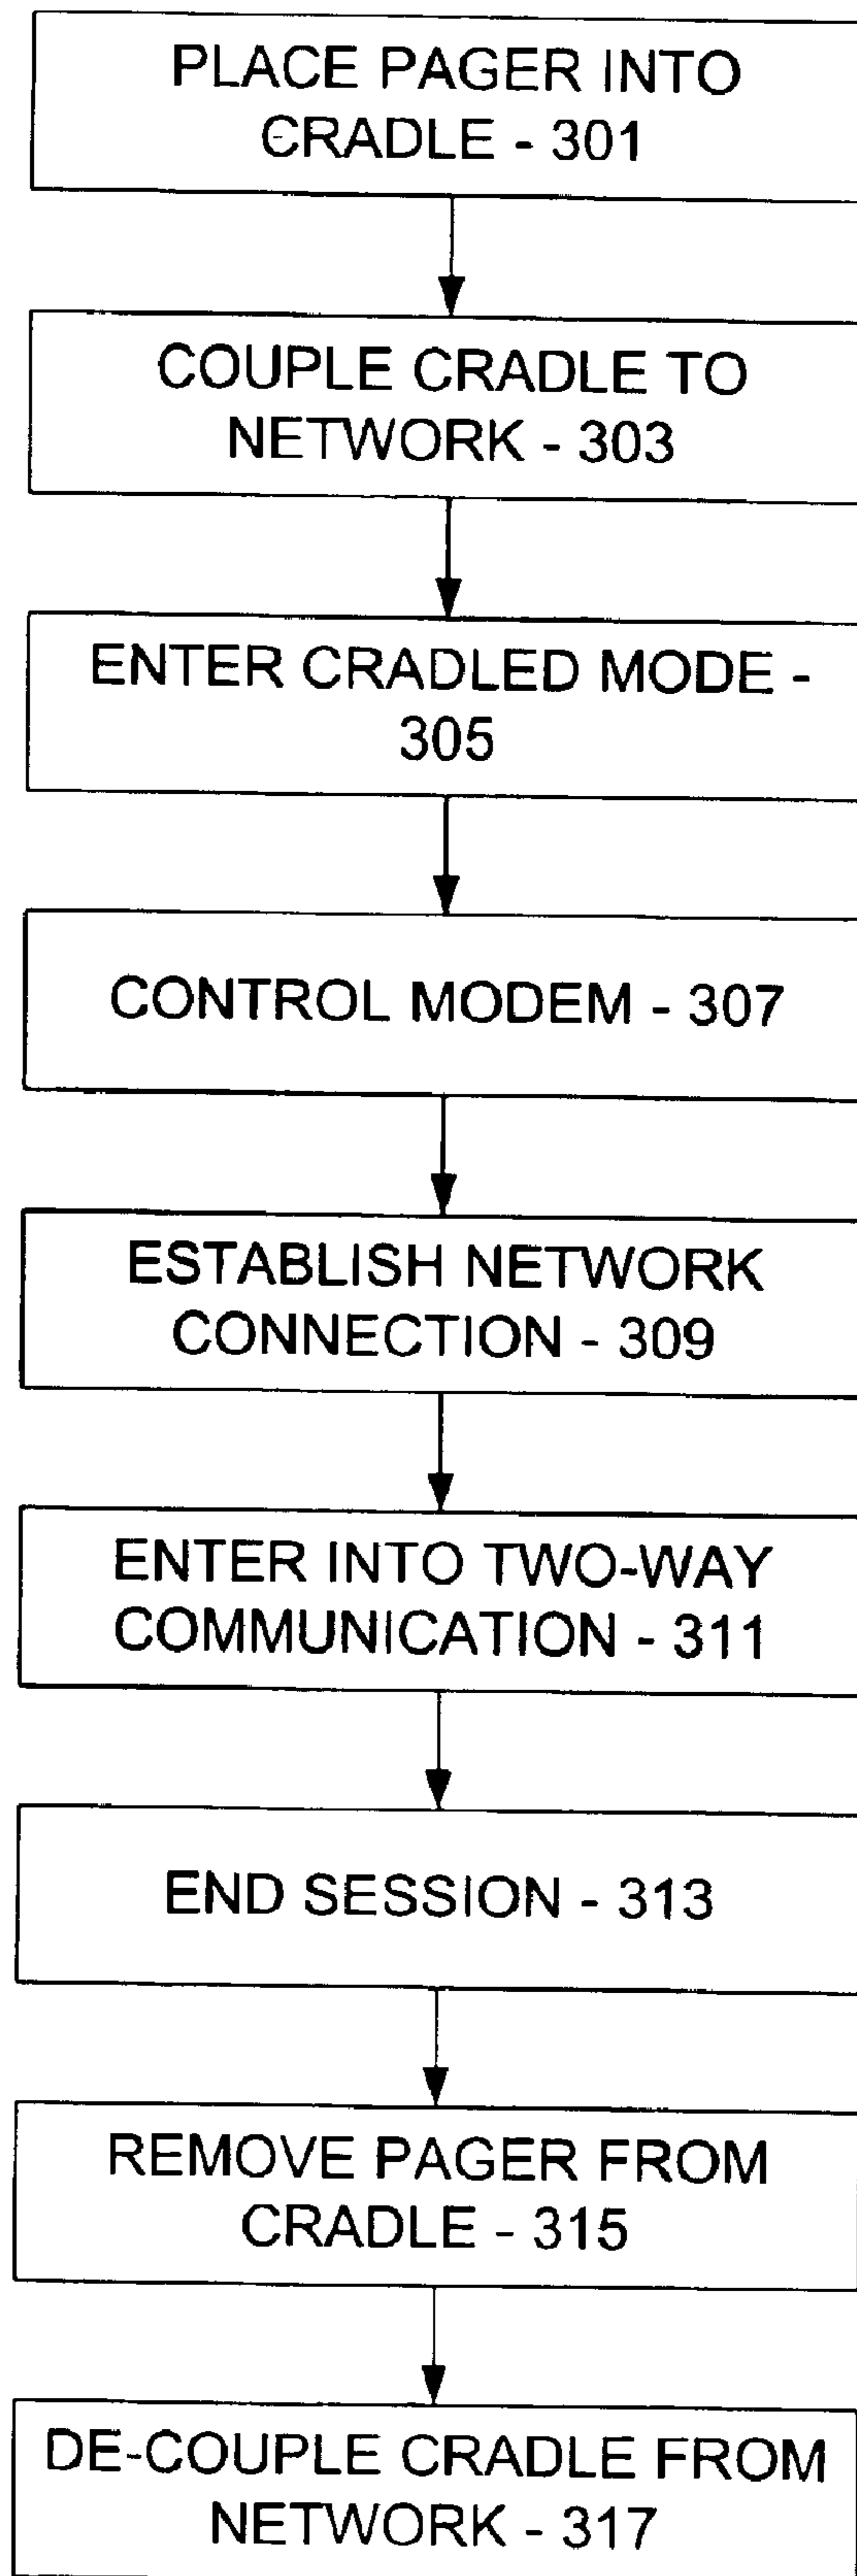 PLACE PAGER INTO
CRADLE - 301
COUPLE CRADLE TO
NETWORK - 303
ENTER CRADLED MODE -
305
CONTROL MODEM - 307
ESTABLISH NETWORK
CONNECTION - 309
ENTER INTO TWO-WAY
COMMUNICATION - 311
END SESSION - 313
REMOVE PAGER FROM
CRADLE - 315
DE-COUPLE CRADLE FROM
NETWORK - 317